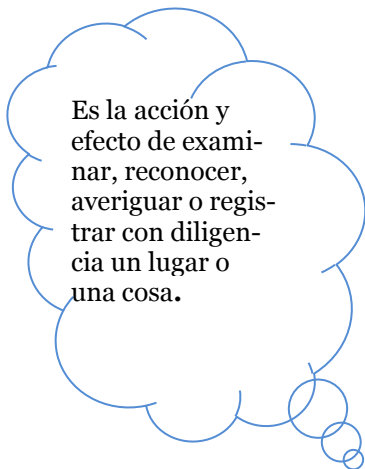 Es la acción y
efecto de exami-
nar, reconocer,
averiguar o regis-
trar con diligen-
cia un lugar o
una cosa.